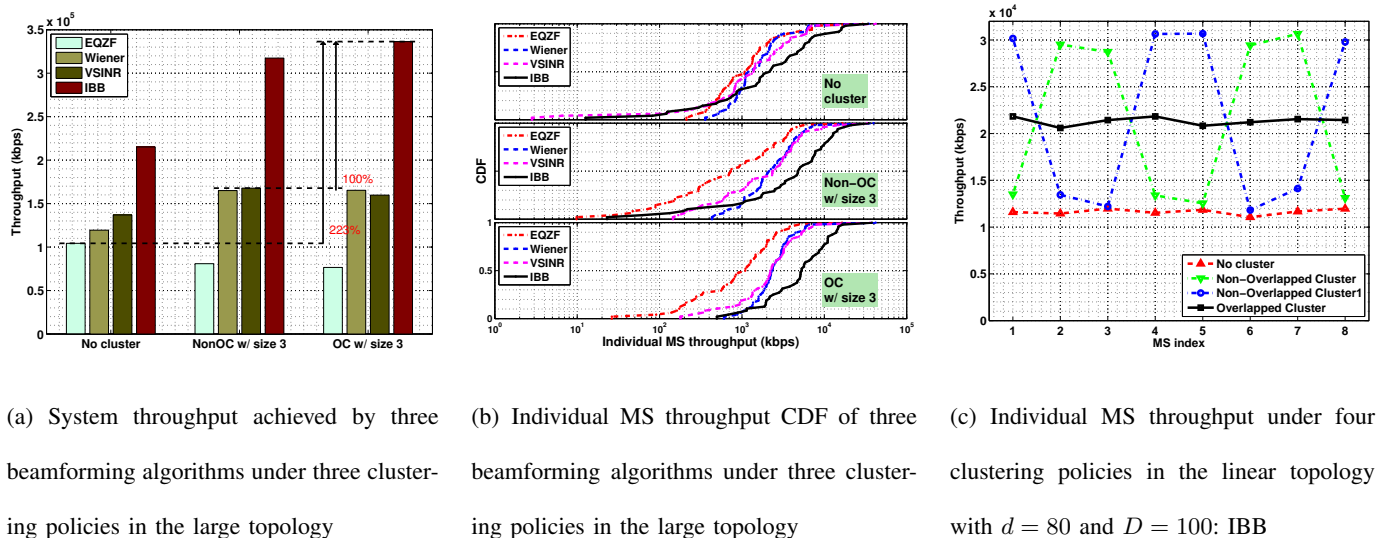 x 10^5
3.5
3
2.5
2
1.5
1
0.5
0
Throughput (kbps)
EQZF
Wiener
VSINR
IBB
100%
223%
No cluster
NonOC w/ size 3
OC w/ size 3
EQZF
Wiener
VSINR
IBB
No
cluster
EQZF
Wiener
VSINR
IBB
Non−OC
w/ size 3
CDF
1
0.5
0
EQZF
Wiener
VSINR
IBB
OC
w/ size 3
10^0
10^1
10^2
10^3
10^4
10^5
Individual MS throughput (kbps)
x 10^4
3
2.5
2
1.5
1
0.5
0
Throughput (kbps)
No cluster
Non−Overlapped Cluster
Non−Overlapped Cluster1
Overlapped Cluster
1 2 3 4 5 6 7 8
MS index
(a) System throughput achieved by three
beamforming algorithms under three cluster-
ing policies in the large topology
(b) Individual MS throughput CDF of three
beamforming algorithms under three cluster-
ing policies in the large topology
(c) Individual MS throughput under four
clustering policies in the linear topology
with d = 80 and D = 100: IBB